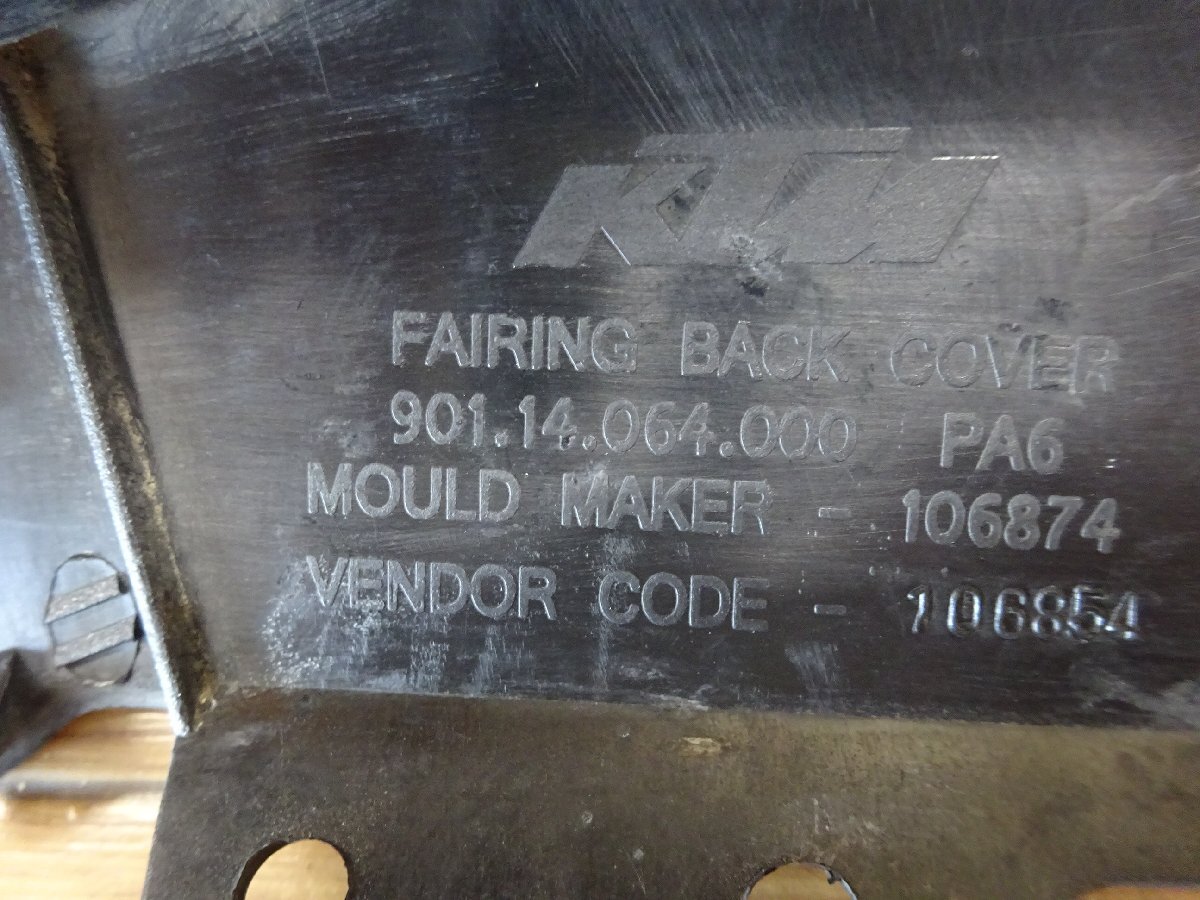 KTM
FAIRING BACK COVER
901.14.064.000 PA6
MOULD MAKER - 106874
VENDOR CODE - 106854